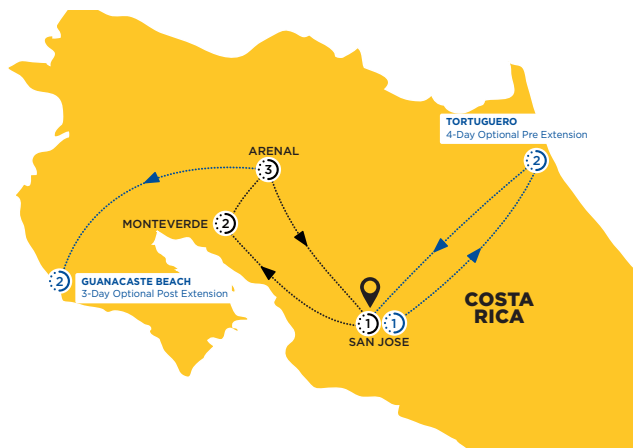 TORTUGUERO
4-Day Optional Pre Extension
2
ARENAL
3
MONTEVERDE
2
2
GUANACASTE BEACH
3-Day Optional Post Extension
COSTA
RICA
1
1
SAN JOSE